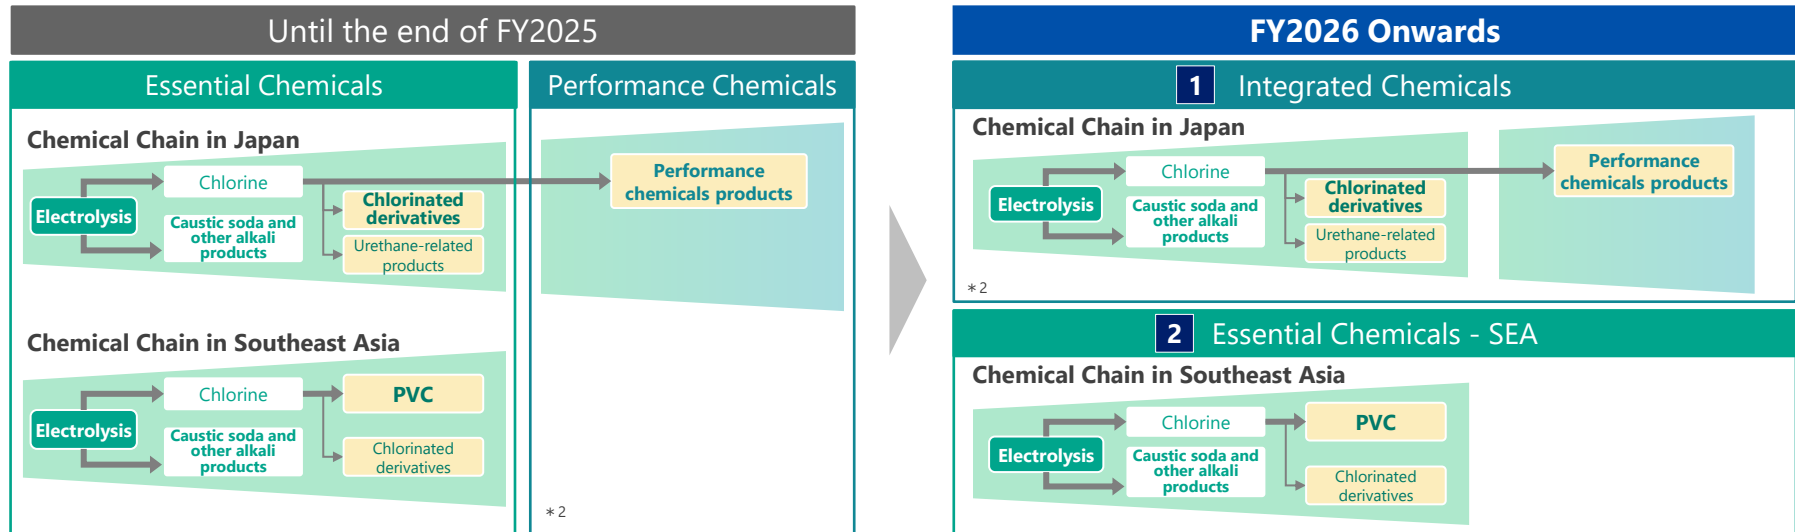 Until the end of FY2025
Essential Chemicals
Performance Chemicals
Chemical Chain in Japan
Electrolysis
Chlorine
Caustic soda and
other alkali
products
Chlorinated
derivatives
Urethane-related
products
Performance
chemicals products
Chemical Chain in Southeast Asia
Electrolysis
Chlorine
Caustic soda and
other alkali
products
PVC
Chlorinated
derivatives
＊2
FY2026 Onwards
1 Integrated Chemicals
Chemical Chain in Japan
Electrolysis
Chlorine
Caustic soda and
other alkali
products
Chlorinated
derivatives
Urethane-related
products
Performance
chemicals products
＊2
2 Essential Chemicals - SEA
Chemical Chain in Southeast Asia
Electrolysis
Chlorine
Caustic soda and
other alkali
products
PVC
Chlorinated
derivatives